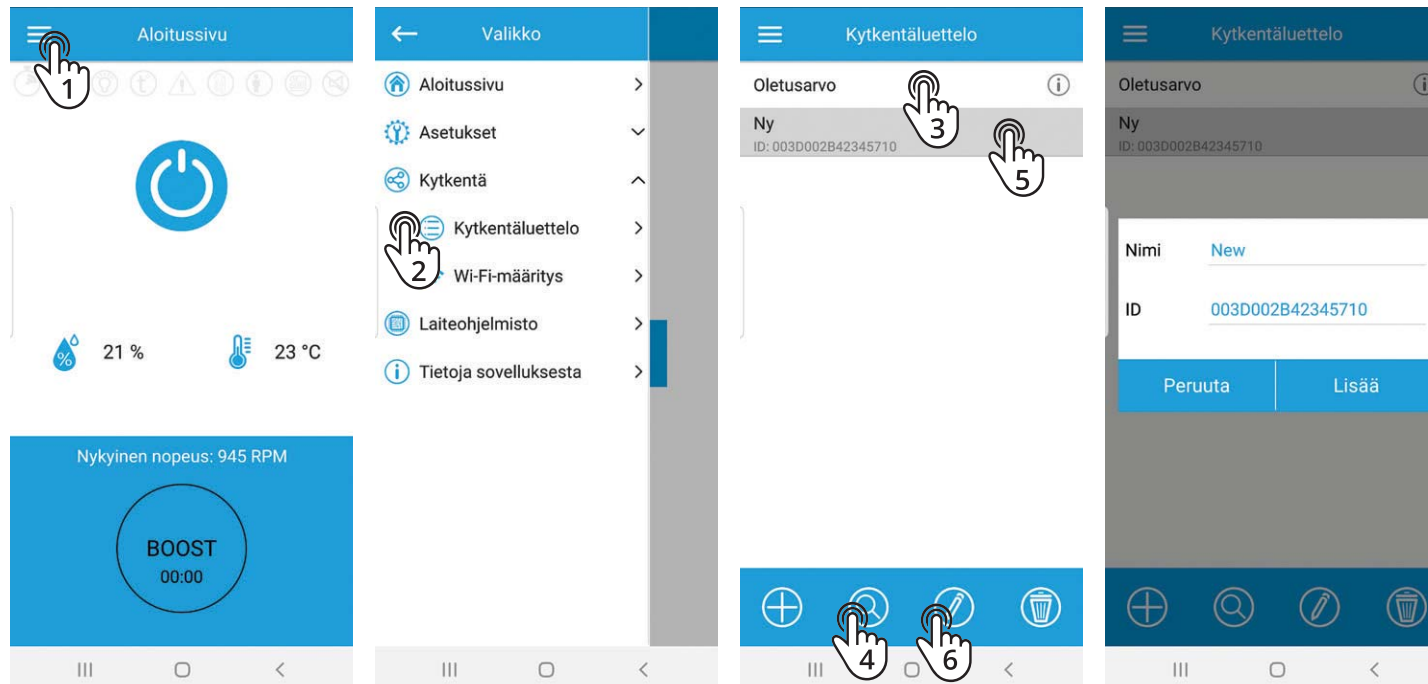 Aloitussivu
1
21 %
23 °C
Nykyinen nopeus: 945 RPM
BOOST
00:00
Valikko
Aloitussivu
Asetukset
Kytkentä
Kytkentäluettelo
2
Wi-Fi-määritys
Laiteohjelmisto
Tietoja sovelluksesta
Kytkentäluettelo
Oletusarvo
3
Ny
ID: 003D002B42345710
5
4
6
Kytkentäluettelo
Oletusarvo
Ny
ID: 003D002B42345710
Nimi New
ID 003D002B42345710
Peruuta Lisää